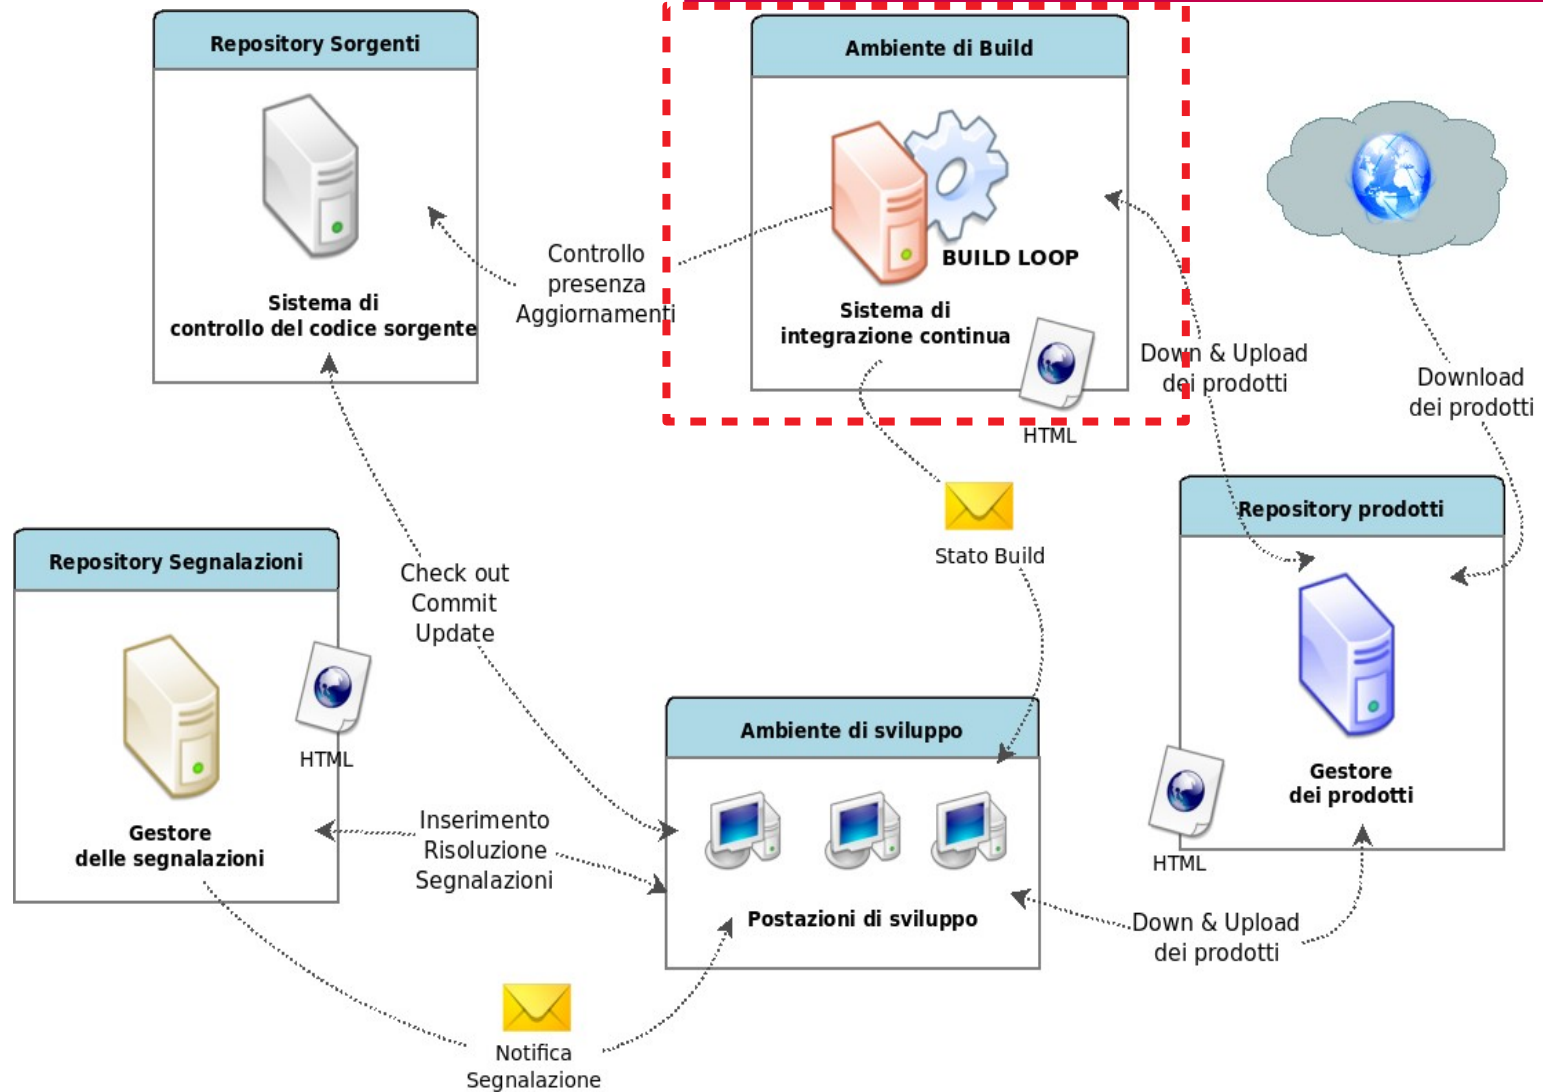 Repository Sorgenti
Sistema di
controllo del codice sorgente
Controllo
presenza
Aggiornamenti
Ambiente di Build
BUILD LOOP
Sistema di
integrazione continua
HTML
Down & Upload
dei prodotti
Download
dei prodotti
Stato Build
Repository prodotti
Gestore
dei prodotti
HTML
Repository Segnalazioni
Gestore
delle segnalazioni
HTML
Check out
Commit
Update
Inserimento
Risoluzione
Segnalazioni
Ambiente di sviluppo
Postazioni di sviluppo
Down & Upload
dei prodotti
Notifica
Segnalazione